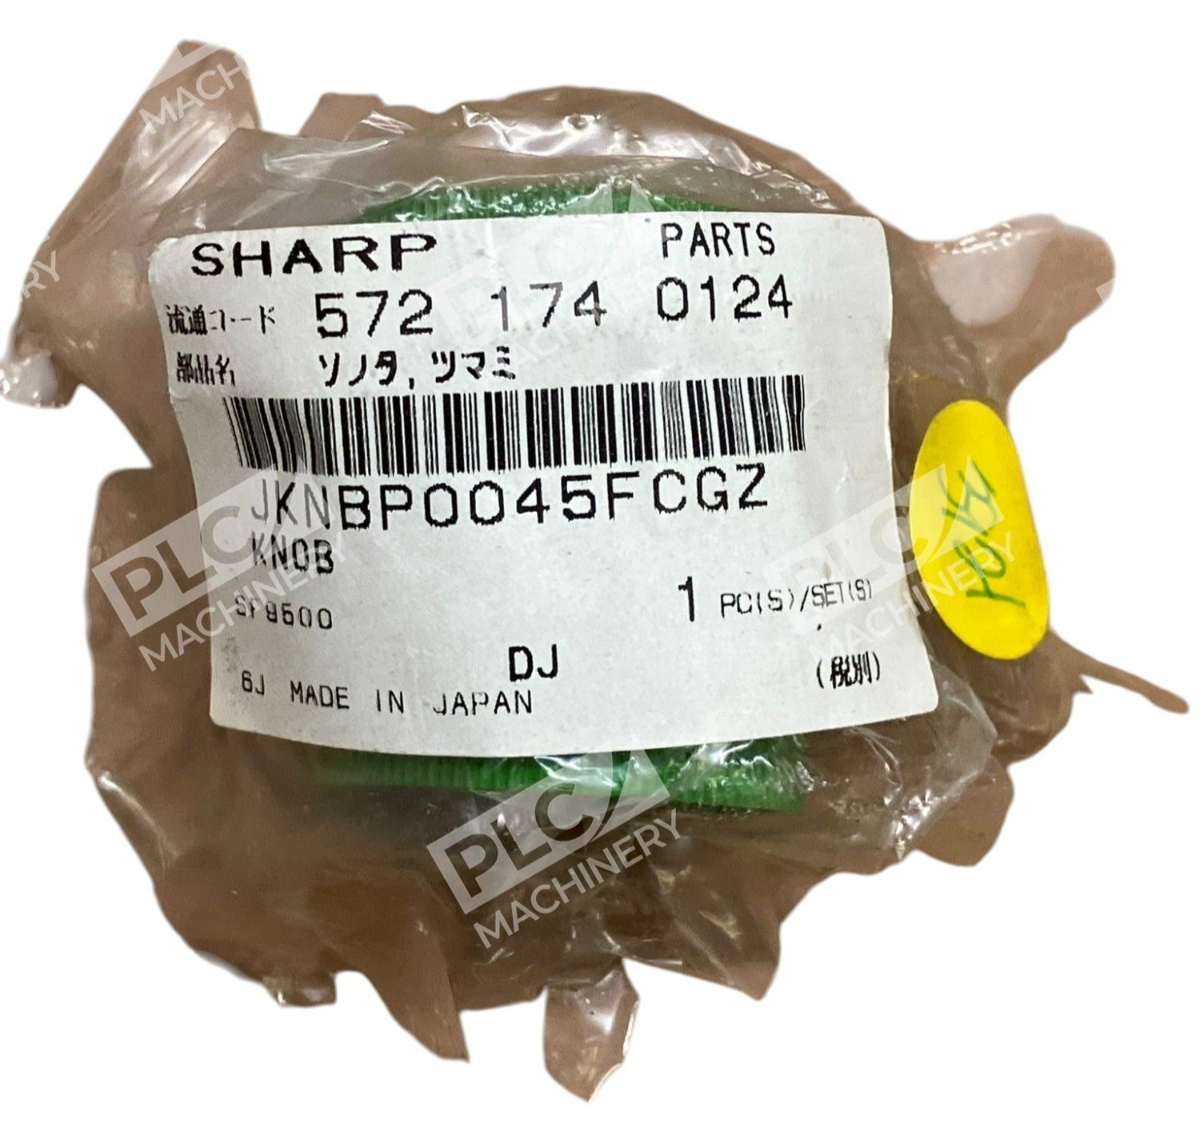 SHARP PARTS
流通コード 572 174 0124
部品名 ソノタ,ツマミ
JKNBP0045FCGZ
KNOB
SF9500
1 PC(S)/SET(S)
DJ
6J MADE IN JAPAN
(税別)
PLC
MACHINERY
PLC
MACHINERY
PLC
MACHINERY
PLC
MACHINERY